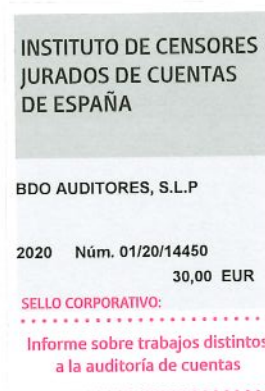 INSTITUTO DE CENSORES
JURADOS DE CUENTAS
DE ESPAÑA
BDO AUDITORES, S.L.P
2020 Núm. 01/20/14450
30,00 EUR
SELLO CORPORATIVO:
Informe sobre trabajos distintos
a la auditoría de cuentas